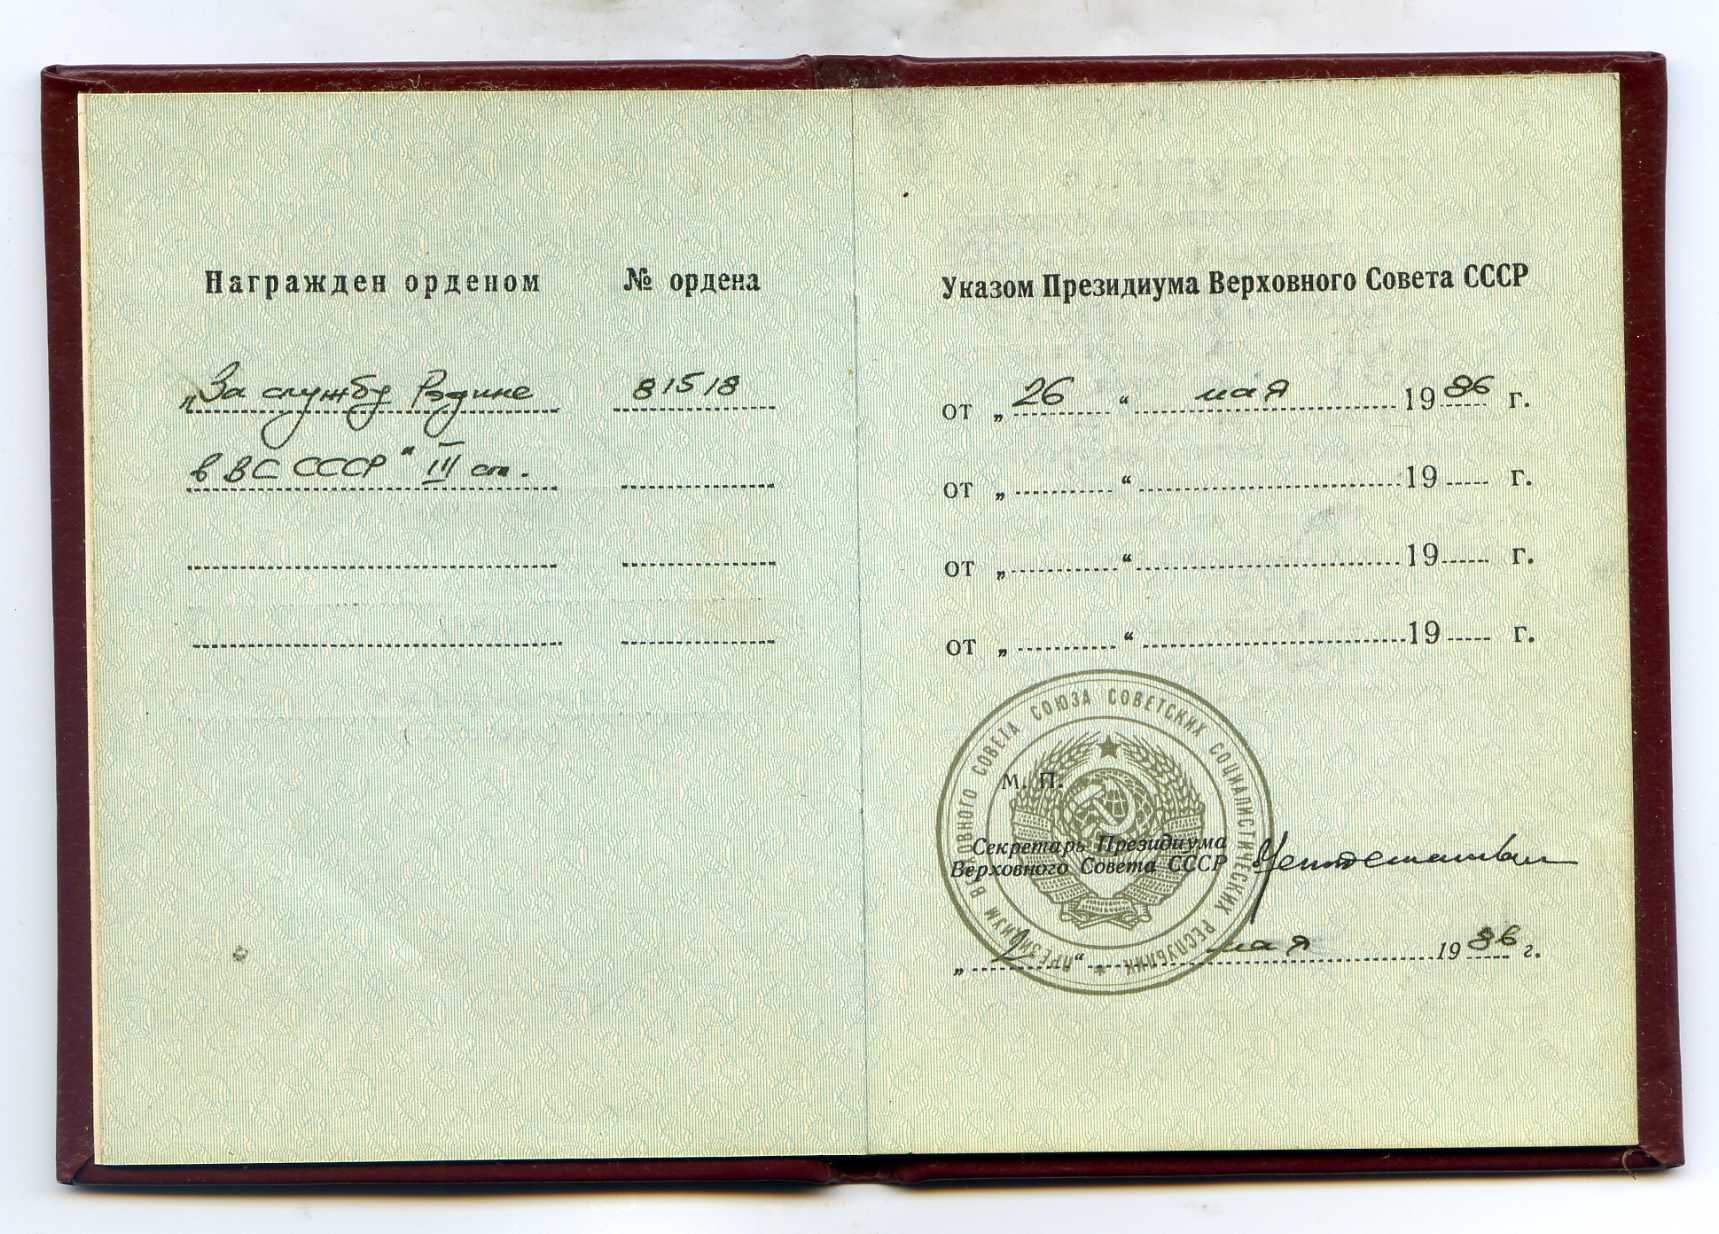 Награжден орденом № ордена
„За службу Родине 81518
в ВС СССР“ III ст.
Указом Президиума Верховного Совета СССР
от „26“ мая 1986 г.
от „ “ 19 г.
от „ “ 19 г.
от „ “ 19 г.
ПРЕЗИДИУМ ВЕРХОВНОГО СОВЕТА СОЮЗА СОВЕТСКИХ СОЦИАЛИСТИЧЕСКИХ РЕСПУБЛИК
М. П.
Секретарь Президиума
Верховного Совета СССР
„ “ мая 1986 г.